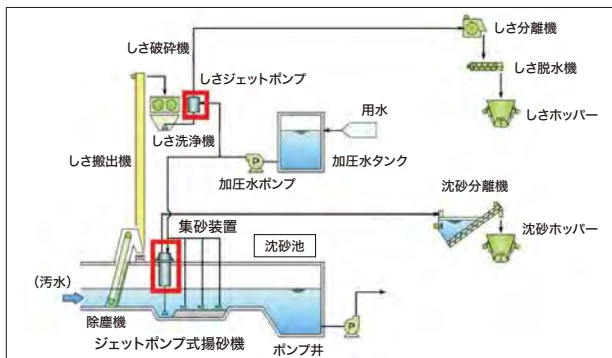 しさ破砕機
しさジェットポンプ
しさ分離機
しさ脱水機
しさホッパー
用水
しさ洗浄機
しさ搬出機
P
加圧水ポンプ
加圧水タンク
沈砂分離機
集砂装置
沈砂池
沈砂ホッパー
(汚水)
除塵機
P
ジェットポンプ式揚砂機
ポンプ井